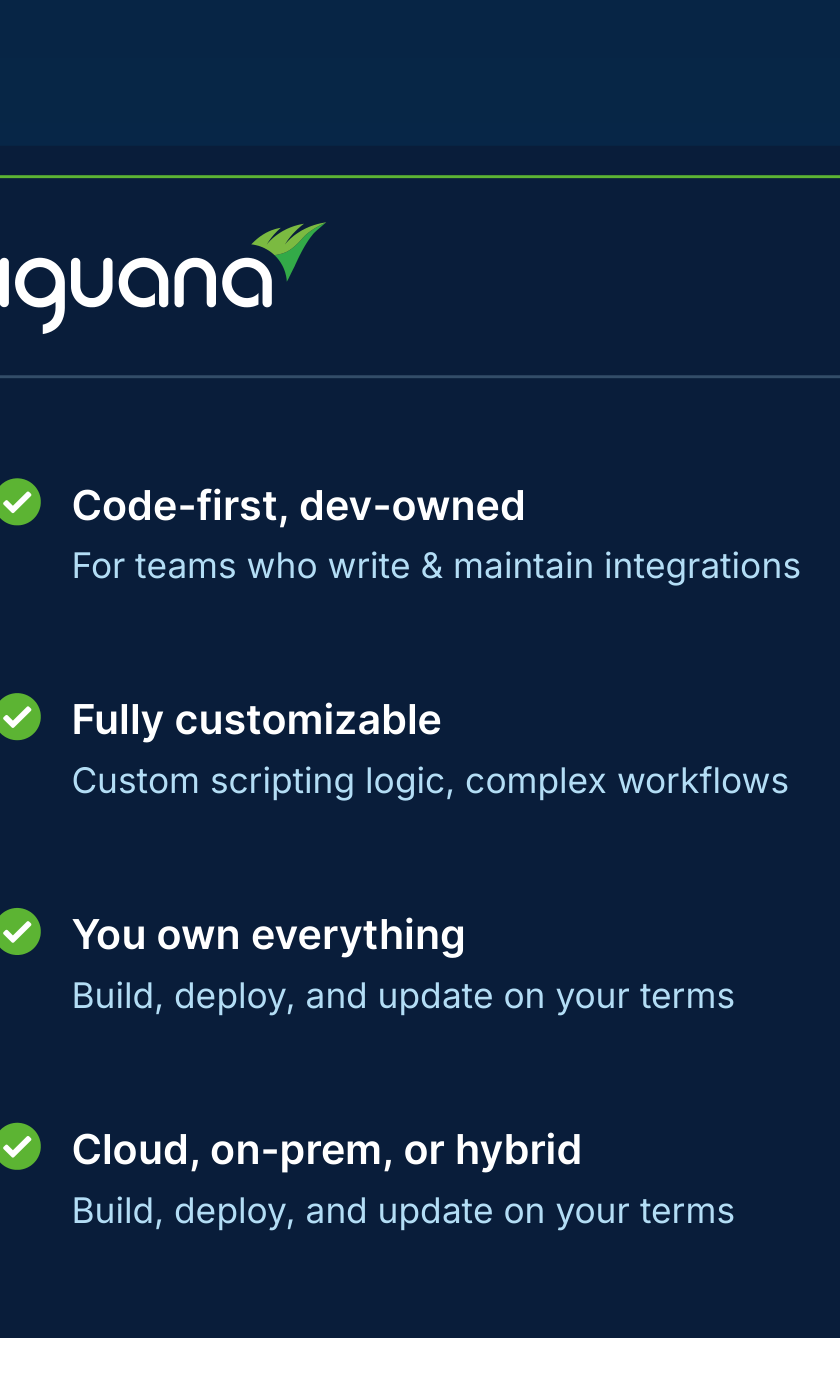 iguana
Code-first, dev-owned
For teams who write & maintain integrations
Fully customizable
Custom scripting logic, complex workflows
You own everything
Build, deploy, and update on your terms
Cloud, on-prem, or hybrid
Build, deploy, and update on your terms